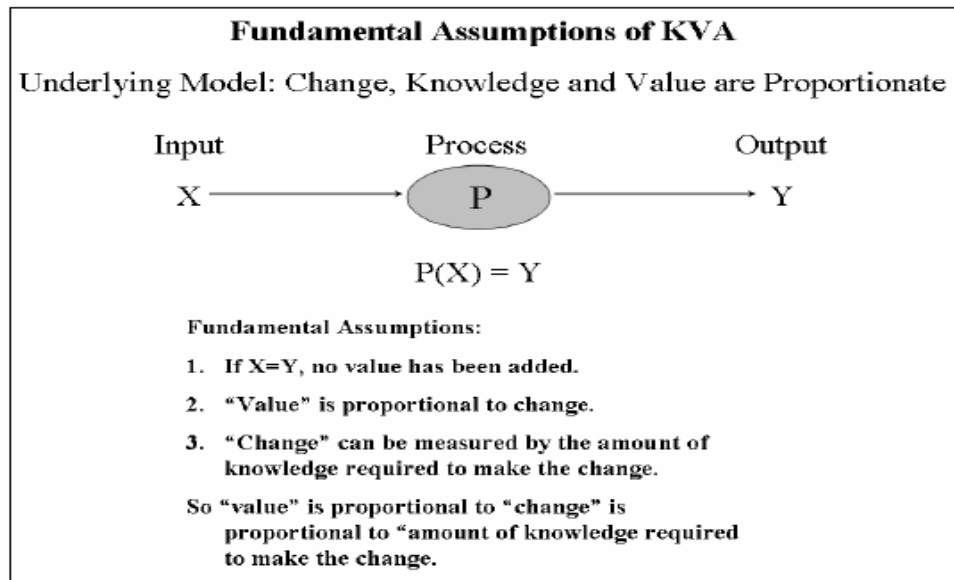 Fundamental Assumptions of KVA
Underlying Model: Change, Knowledge and Value are Proportionate
Input Process Output
X P Y
P(X) = Y
Fundamental Assumptions:
1. If X=Y, no value has been added.
2. “Value” is proportional to change.
3. “Change” can be measured by the amount of
knowledge required to make the change.
So “value” is proportional to “change” is
proportional to “amount of knowledge required
to make the change.